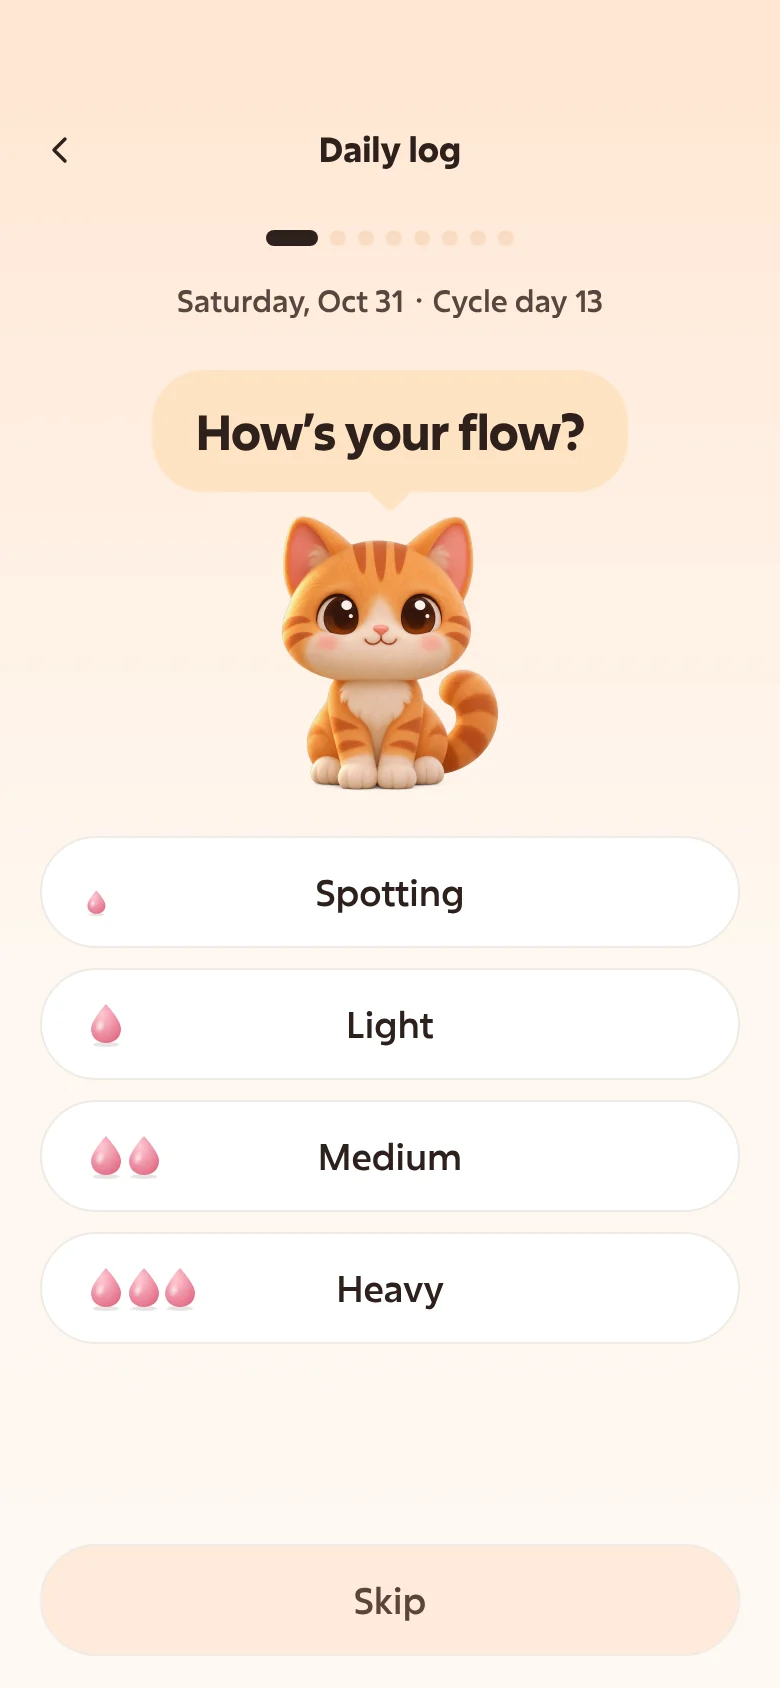 Daily log
Saturday, Oct 31 · Cycle day 13
How’s your flow?
Spotting
Light
Medium
Heavy
Skip